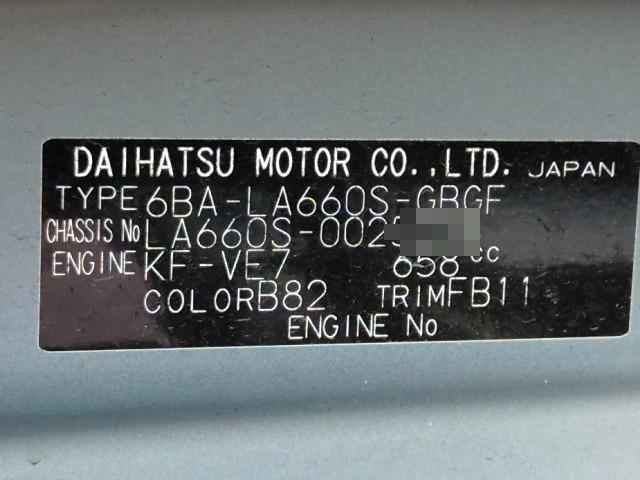 DAIHATSU MOTOR CO.,LTD. JAPAN
TYPE 6BA-LA660S-GBGF
CHASSIS No LA660S-002
ENGINE KF-VE7 658 cc
COLOR B82 TRIM FB11
ENGINE No